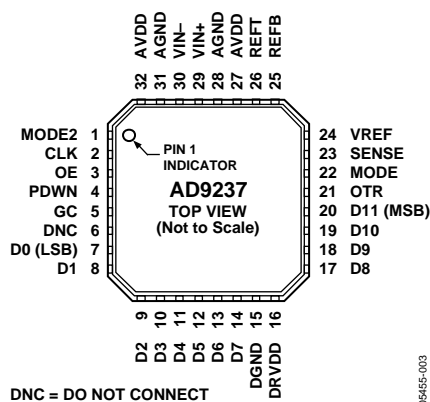 32 AVDD
31 AGND
30 VIN–
29 VIN+
28 AGND
27 AVDD
26 REFT
25 REFB
MODE2 1
CLK 2
OE 3
PDWN 4
GC 5
DNC 6
D0 (LSB) 7
D1 8
PIN 1
INDICATOR
AD9237
TOP VIEW
(Not to Scale)
24 VREF
23 SENSE
22 MODE
21 OTR
20 D11 (MSB)
19 D10
18 D9
17 D8
D2 9
D3 10
D4 11
D5 12
D6 13
D7 14
DGND 15
DRVDD 16
DNC = DO NOT CONNECT
05455-003